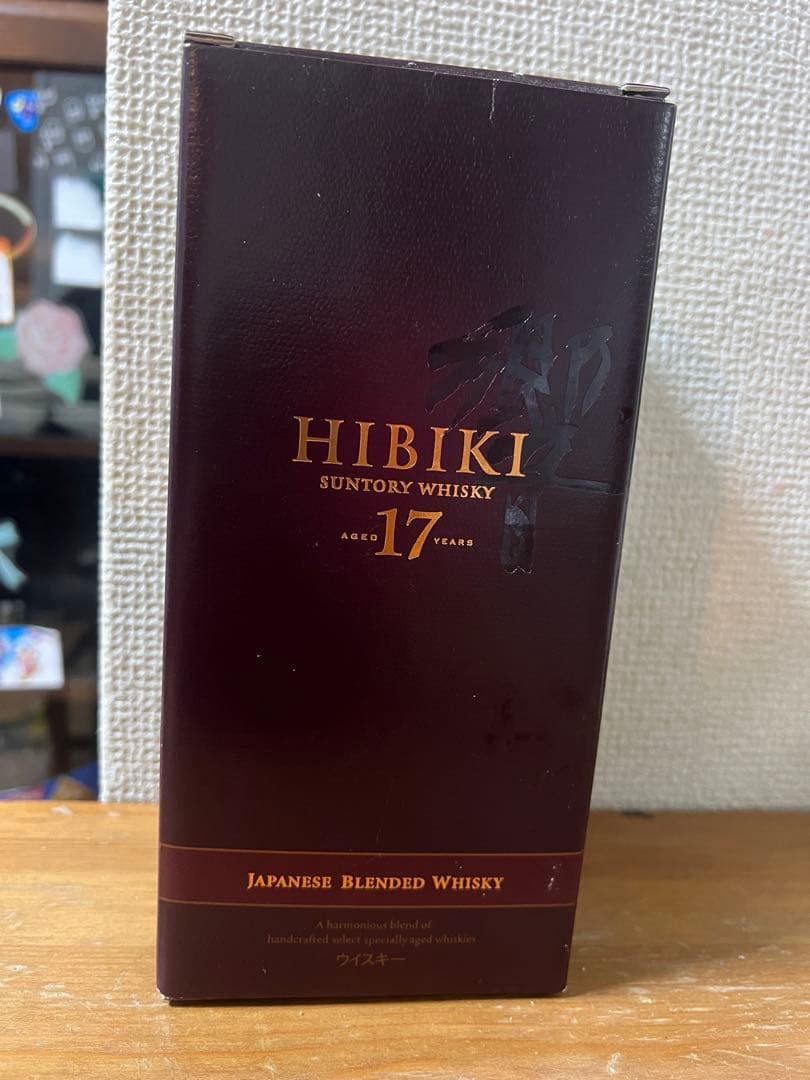 響
HIBIKI
SUNTORY WHISKY
AGED 17 YEARS
JAPANESE BLENDED WHISKY
A harmonious blend of
handcrafted select specially aged whiskies
ウイスキー